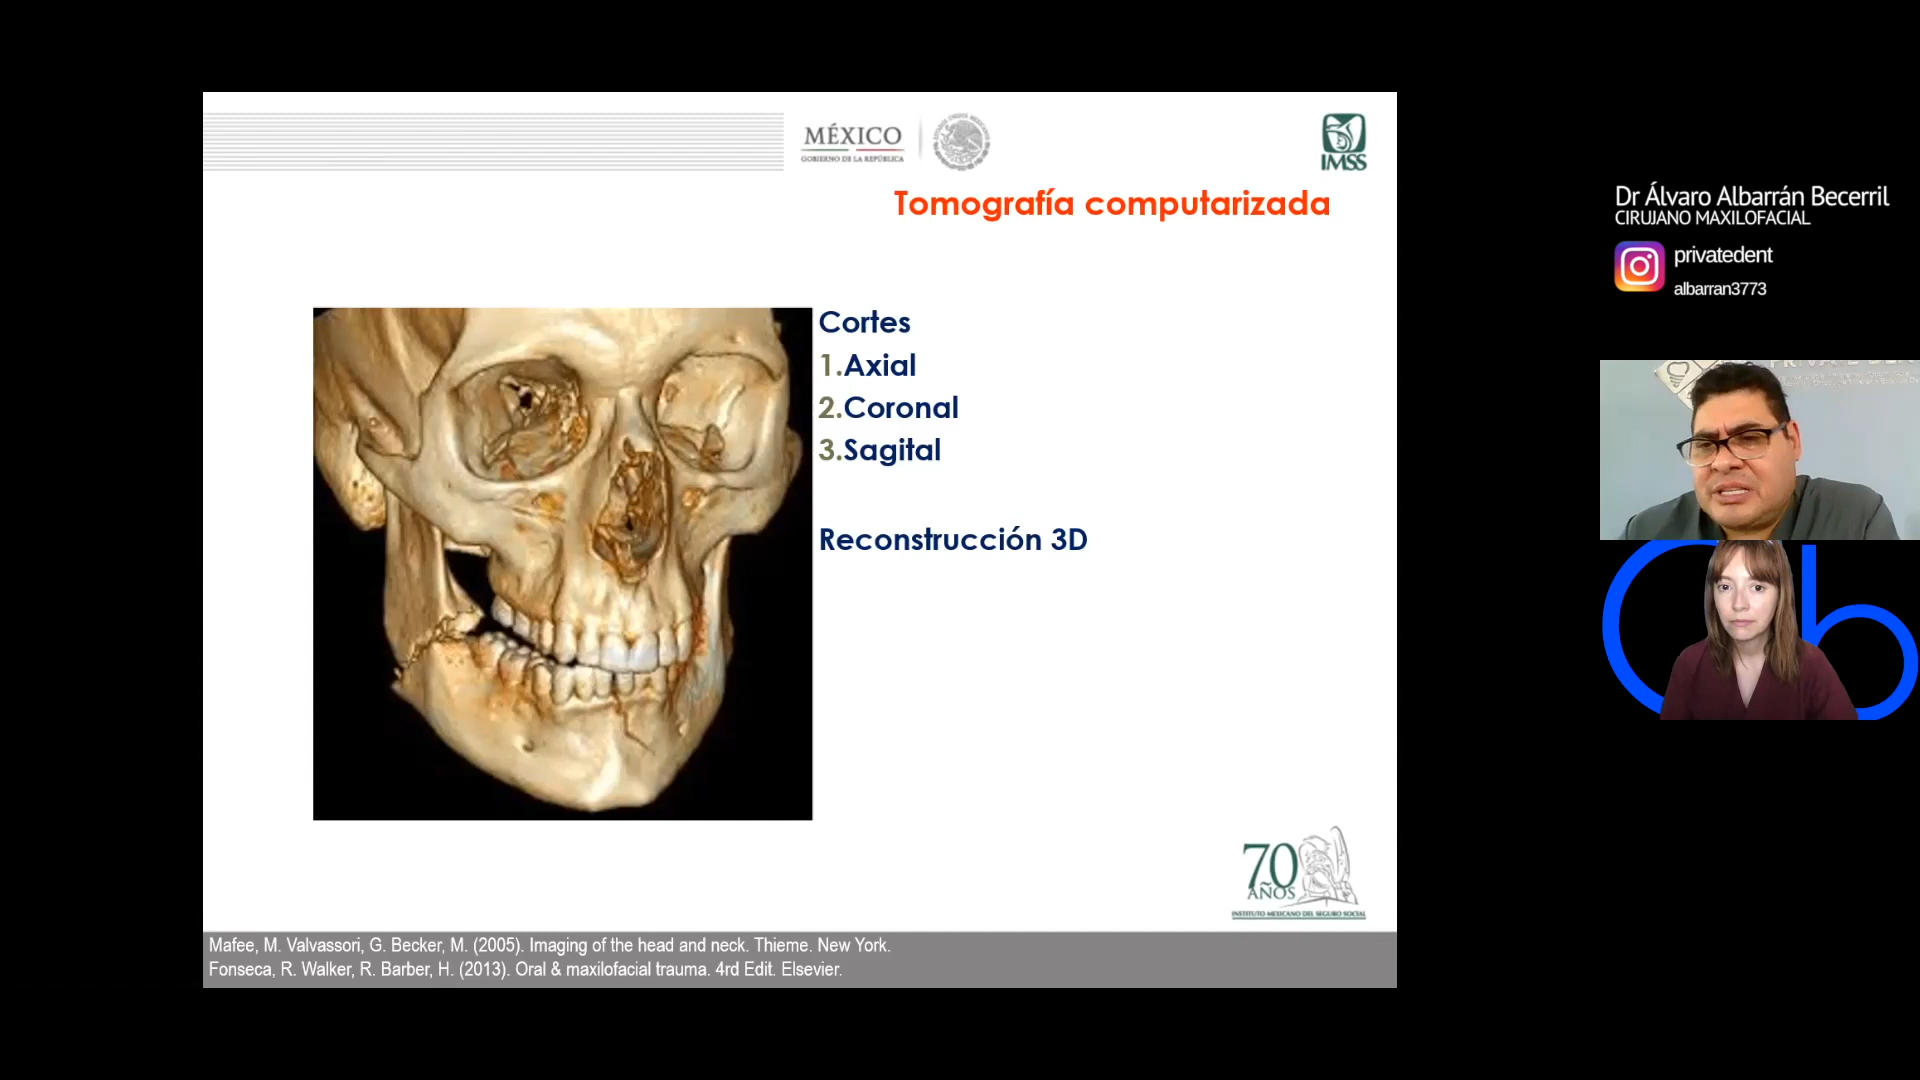 MÉXICO
GOBIERNO DE LA REPÚBLICA
IMSS
Tomografía computarizada
Cortes
1.Axial
2.Coronal
3.Sagital
Reconstrucción 3D
70
AÑOS
INSTITUTO MEXICANO DEL SEGURO SOCIAL
Mafee, M. Valvassori, G. Becker, M. (2005). Imaging of the head and neck. Thieme. New York.
Fonseca, R. Walker, R. Barber, H. (2013). Oral & maxilofacial trauma. 4rd Edit. Elsevier.
Dr Álvaro Albarrán Becerril
CIRUJANO MAXILOFACIAL
privatedent
albarran3773